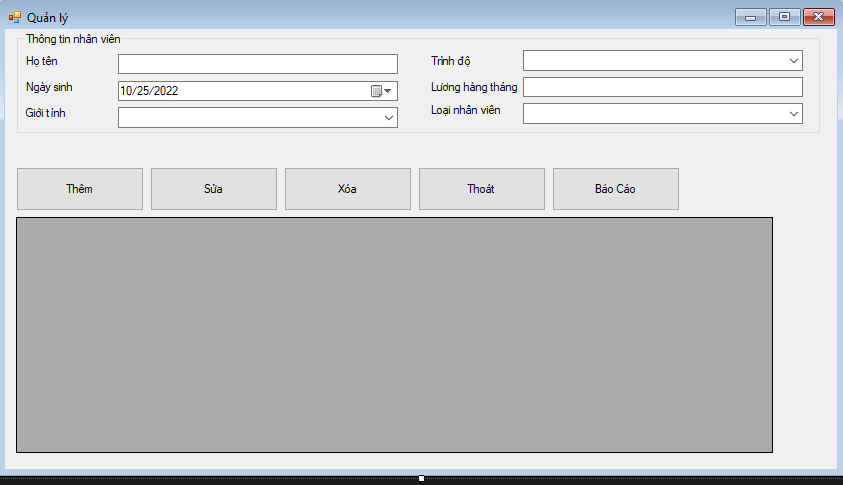 Quản lý
Thông tin nhân viên
Họ tên
Trình độ
Ngày sinh
10/25/2022
Lương hàng tháng
Giới tính
Loại nhân viên
Thêm
Sửa
Xóa
Thoát
Báo Cáo